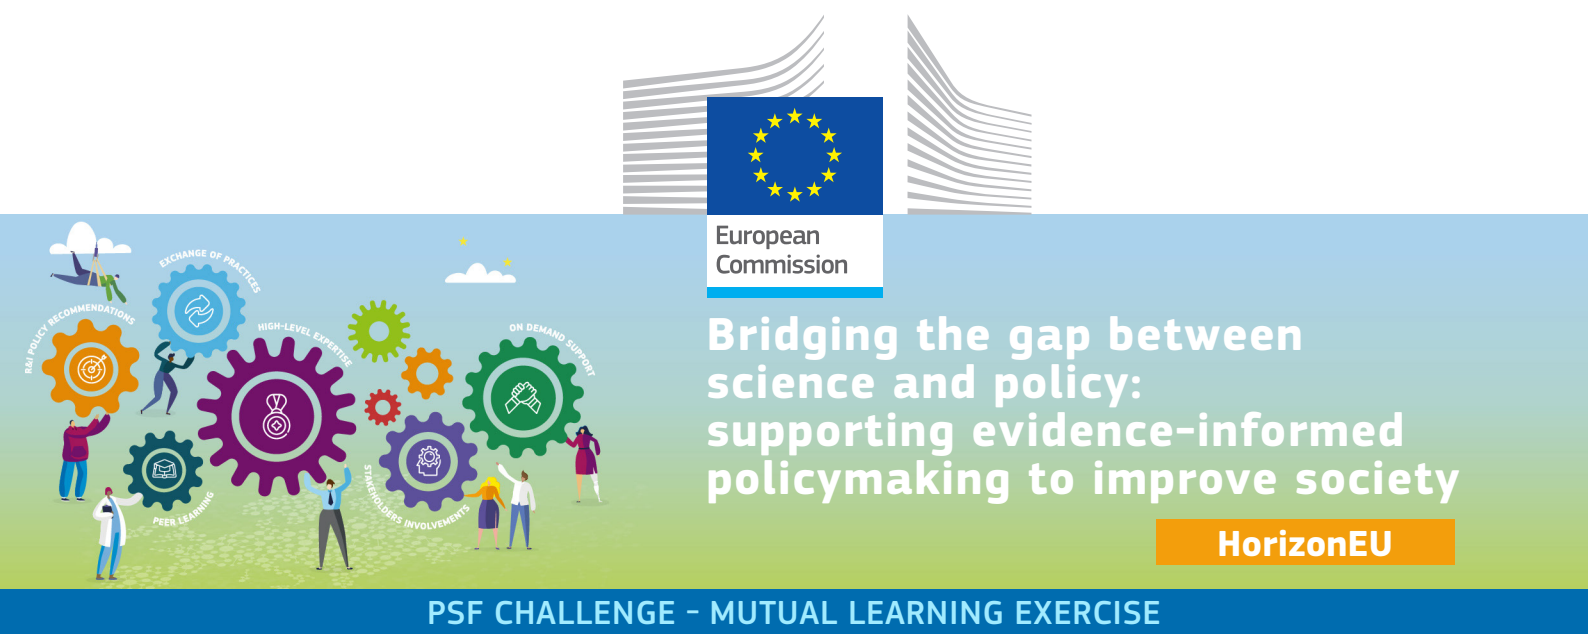 European
Commission
EXCHANGE OF PRACTICES
R&I POLICY RECOMMENDATIONS
HIGH-LEVEL EXPERTISE
ON DEMAND SUPPORT
PEER LEARNING
STAKEHOLDERS INVOLVEMENTS
Bridging the gap between
science and policy:
supporting evidence-informed
policymaking to improve society
HorizonEU
PSF CHALLENGE – MUTUAL LEARNING EXERCISE